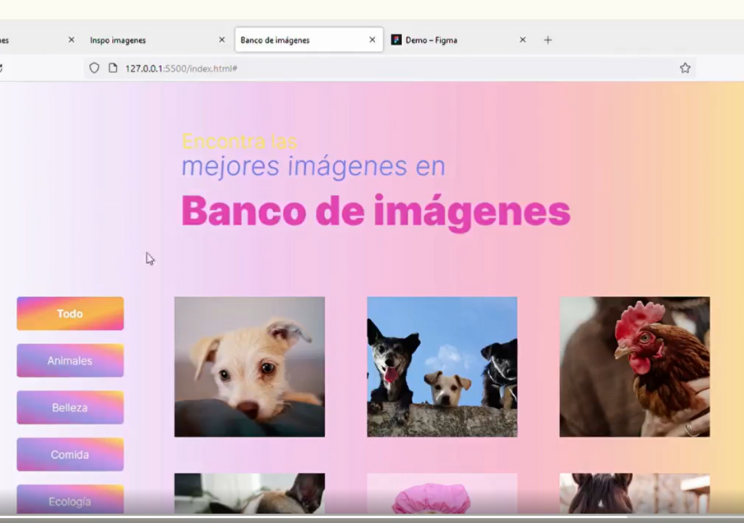 Inspo imagenes
Banco de imágenes
Demo – Figma
127.0.0.1:5500/index.html#
Encontra las
mejores imágenes en
Banco de imágenes
Todo
Animales
Belleza
Comida
Ecología